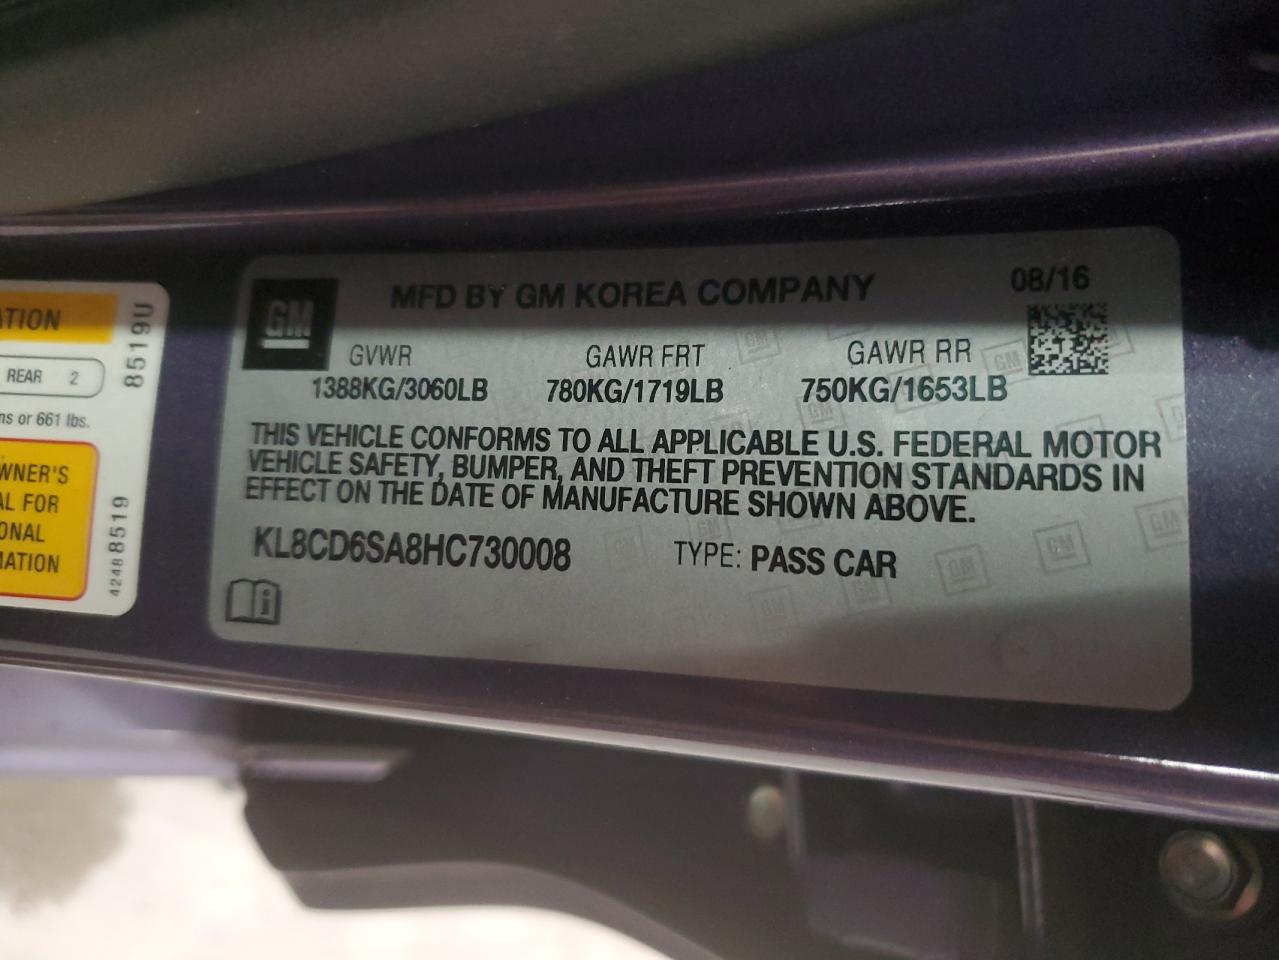 ATION
REAR 2
ns or 661 lbs.
WNER'S
AL FOR
ONAL
MATION
8519U
42488519
GM
MFD BY GM KOREA COMPANY
08/16
GVWR GAWR FRT GAWR RR
1388KG/3060LB 780KG/1719LB 750KG/1653LB
THIS VEHICLE CONFORMS TO ALL APPLICABLE U.S. FEDERAL MOTOR
VEHICLE SAFETY, BUMPER, AND THEFT PREVENTION STANDARDS IN
EFFECT ON THE DATE OF MANUFACTURE SHOWN ABOVE.
KL8CD6SA8HC730008 TYPE: PASS CAR